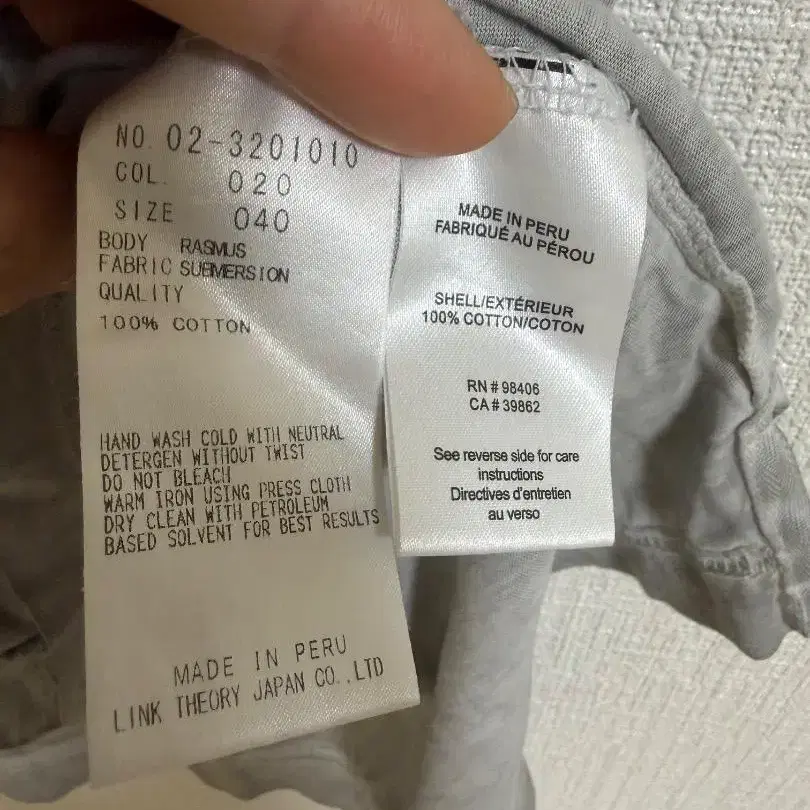 NO. 02-3201010
COL. 020
SIZE 040
BODY RASMUS
FABRIC SUBMERSION
QUALITY
100% COTTON
HAND WASH COLD WITH NEUTRAL
DETERGEN WITHOUT TWIST
DO NOT BLEACH
WARM IRON USING PRESS CLOTH
DRY CLEAN WITH PETROLEUM
BASED SOLVENT FOR BEST RESULTS
MADE IN PERU
LINK THEORY JAPAN CO.,LTD
MADE IN PERU
FABRIQUÉ AU PÉROU
SHELL/EXTÉRIEUR
100% COTTON/COTON
RN # 98406
CA # 39862
See reverse side for care
instructions
Directives d'entretien
au verso